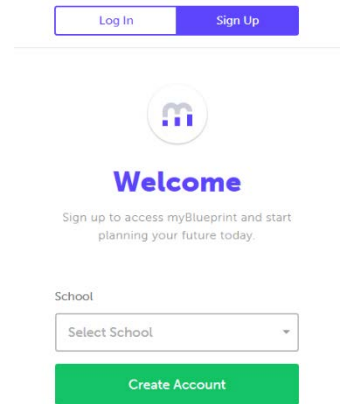 Log In
Sign Up
Welcome
Sign up to access myBlueprint and start
planning your future today.
School
Select School
Create Account